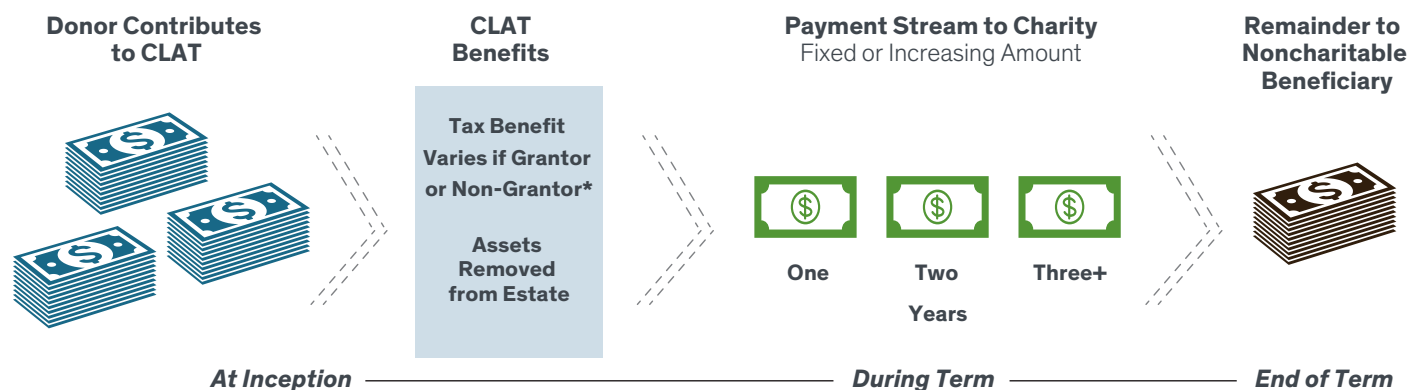 Donor Contributes
to CLAT
CLAT
Benefits
Tax Benefit
Varies if Grantor
or Non-Grantor*
Assets
Removed
from Estate
Payment Stream to Charity
Fixed or Increasing Amount
$ $ $
One Two Three+
Years
Remainder to
Noncharitable
Beneficiary
At Inception During Term End of Term